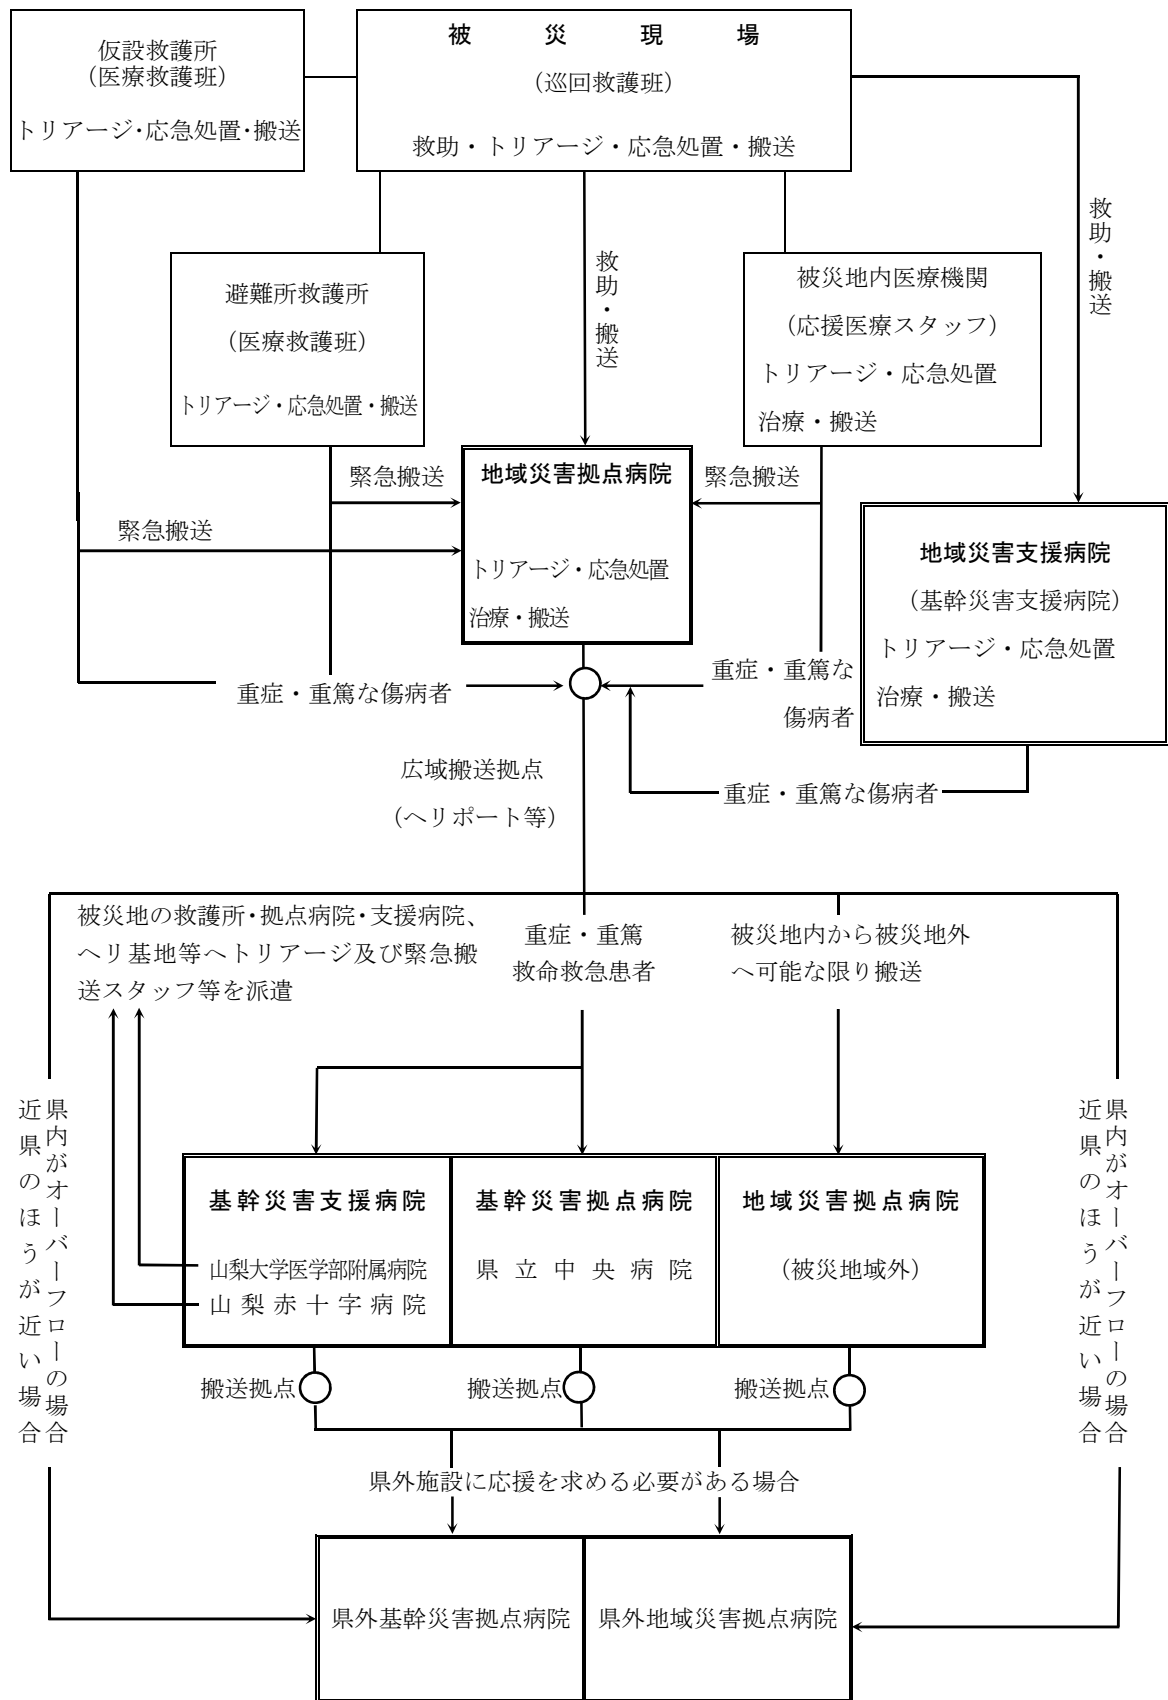 仮設救護所
（医療救護班）
トリアージ・応急処置・搬送
被災現場
（巡回救護班）
救助・トリアージ・応急処置・搬送
救助・搬送
救助・搬送
避難所救護所
（医療救護班）
トリアージ・応急処置・搬送
被災地内医療機関
（応援医療スタッフ）
トリアージ・応急処置
治療・搬送
緊急搬送
地域災害拠点病院
トリアージ・応急処置
治療・搬送
緊急搬送
緊急搬送
地域災害支援病院
（基幹災害支援病院）
トリアージ・応急処置
治療・搬送
重症・重篤な傷病者
重症・重篤な
傷病者
重症・重篤な傷病者
広域搬送拠点
（ヘリポート等）
被災地の救護所・拠点病院・支援病院、
ヘリ基地等へトリアージ及び緊急搬
送スタッフ等を派遣
重症・重篤
救命救急患者
被災地内から被災地外
へ可能な限り搬送
県内がオーバーフローの場合
近県のほうが近い場合
県内がオーバーフローの場合
近県のほうが近い場合
基幹災害支援病院
山梨大学医学部附属病院
山梨赤十字病院
基幹災害拠点病院
県立中央病院
地域災害拠点病院
（被災地域外）
搬送拠点
搬送拠点
搬送拠点
県外施設に応援を求める必要がある場合
県外基幹災害拠点病院
県外地域災害拠点病院